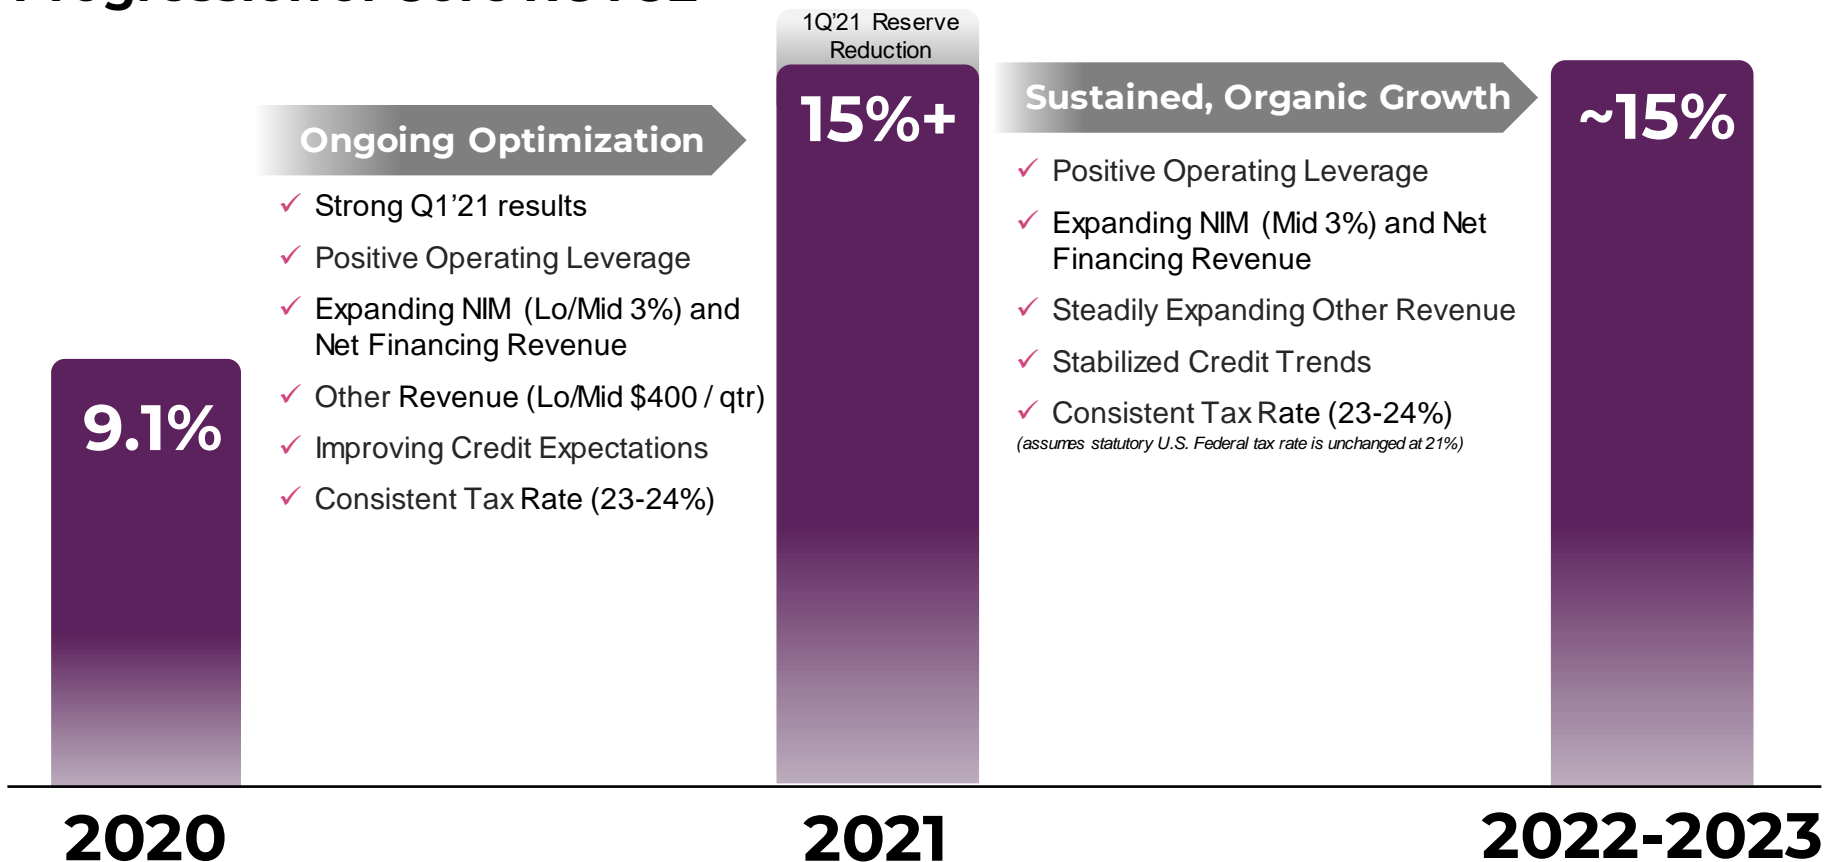 1Q'21 Reserve
Reduction
15%+
~15%
9.1%
Ongoing Optimization
✓ Strong Q1’21 results
✓ Positive Operating Leverage
✓ Expanding NIM (Lo/Mid 3%) and
Net Financing Revenue
✓ Other Revenue (Lo/Mid $400 / qtr)
✓ Improving Credit Expectations
✓ Consistent Tax Rate (23-24%)
Sustained, Organic Growth
✓ Positive Operating Leverage
✓ Expanding NIM (Mid 3%) and Net
Financing Revenue
✓ Steadily Expanding Other Revenue
✓ Stabilized Credit Trends
✓ Consistent Tax Rate (23-24%)
(assumes statutory U.S. Federal tax rate is unchanged at 21%)
2020
2021
2022-2023